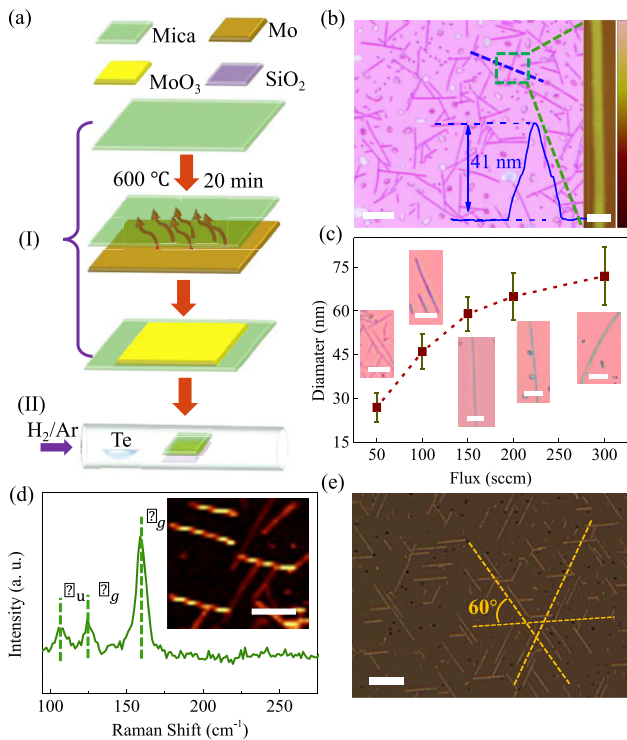 (a)
Mica
Mo
MoO3
SiO2
600 ℃ 20 min
(I)
(II)
H2/Ar
Te
(b)
41 nm
(c)
Diamater (nm)
75
60
45
30
15
50 100 150 200 250 300
Flux (sccm)
(d)
Intensity (a. u.)
u
g
g
100 150 200 250
Raman Shift (cm-1)
(e)
60°